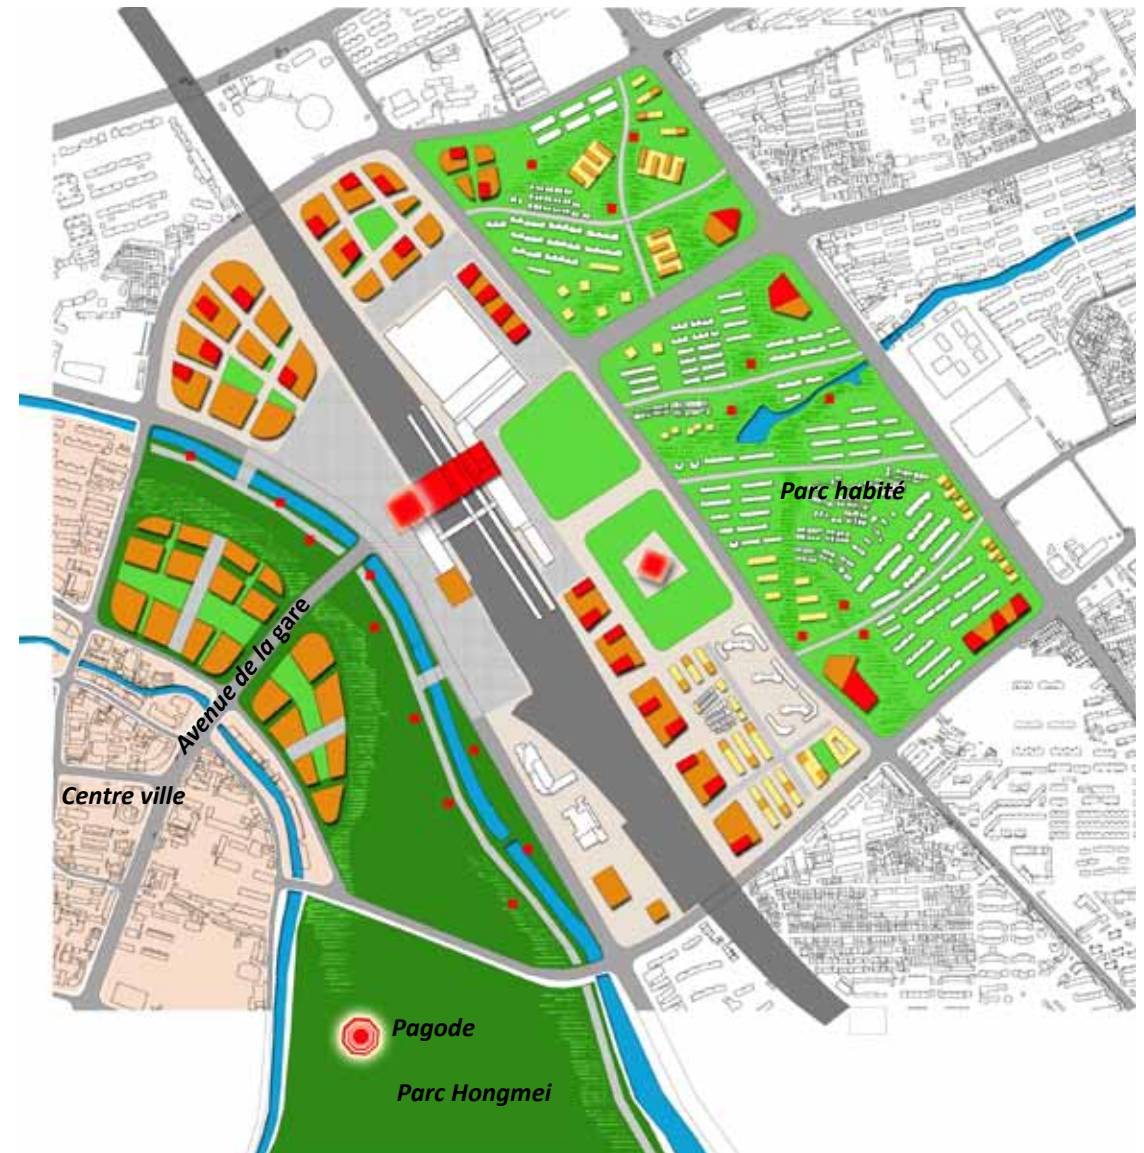 Parc habité
Avenue de la gare
Centre ville
Pagode
Parc Hongmei